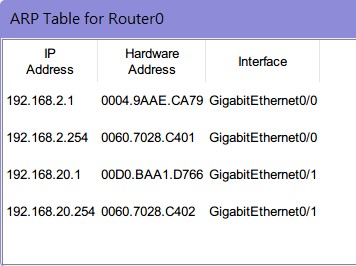 ARP Table for Router0
IP Address Hardware Address Interface
192.168.2.1 0004.9AAE.CA79 GigabitEthernet0/0
192.168.2.254 0060.7028.C401 GigabitEthernet0/0
192.168.20.1 00D0.BAA1.D766 GigabitEthernet0/1
192.168.20.254 0060.7028.C402 GigabitEthernet0/1